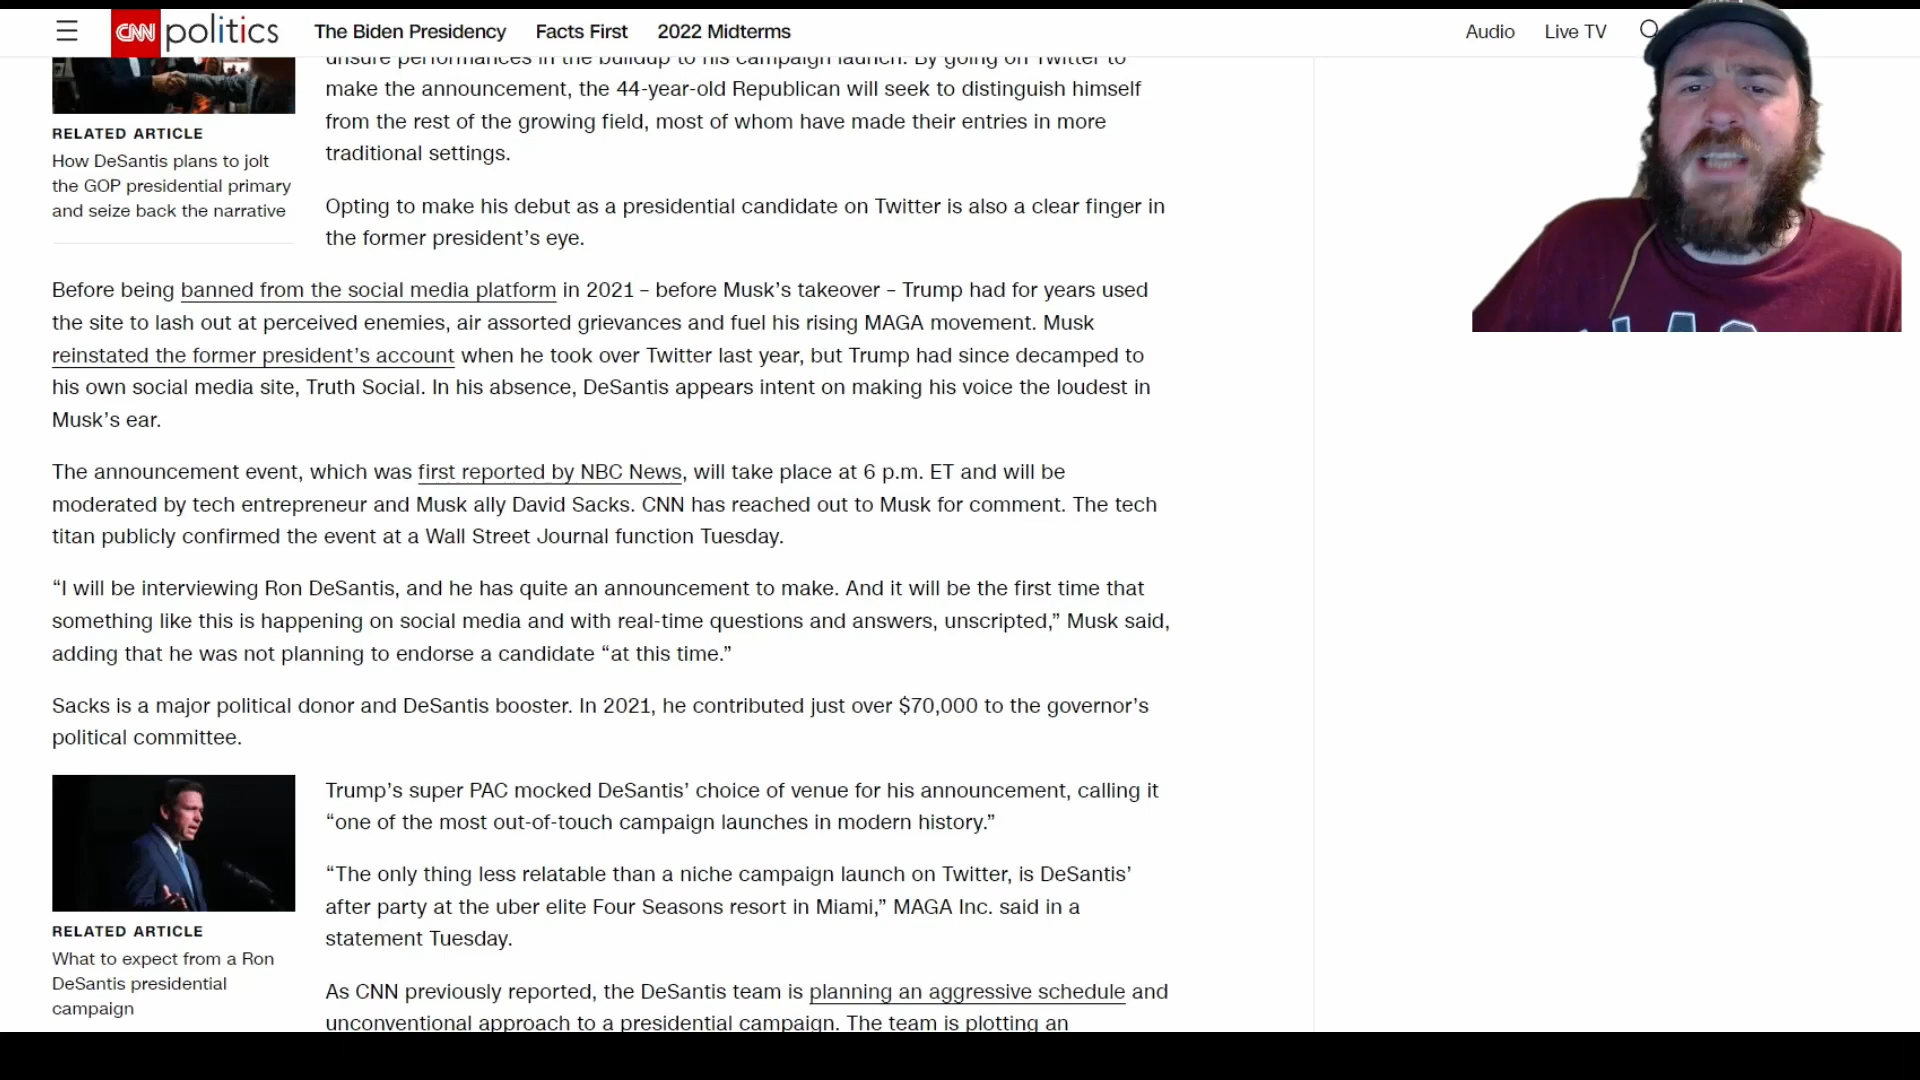 CNN politics
The Biden Presidency
Facts First
2022 Midterms
Audio
Live TV
unsure performances in the buildup to his campaign launch. By going on Twitter to
make the announcement, the 44-year-old Republican will seek to distinguish himself
from the rest of the growing field, most of whom have made their entries in more
traditional settings.
RELATED ARTICLE
How DeSantis plans to jolt
the GOP presidential primary
and seize back the narrative
Opting to make his debut as a presidential candidate on Twitter is also a clear finger in
the former president’s eye.
Before being banned from the social media platform in 2021 – before Musk’s takeover – Trump had for years used
the site to lash out at perceived enemies, air assorted grievances and fuel his rising MAGA movement. Musk
reinstated the former president’s account when he took over Twitter last year, but Trump had since decamped to
his own social media site, Truth Social. In his absence, DeSantis appears intent on making his voice the loudest in
Musk’s ear.
The announcement event, which was first reported by NBC News, will take place at 6 p.m. ET and will be
moderated by tech entrepreneur and Musk ally David Sacks. CNN has reached out to Musk for comment. The tech
titan publicly confirmed the event at a Wall Street Journal function Tuesday.
“I will be interviewing Ron DeSantis, and he has quite an announcement to make. And it will be the first time that
something like this is happening on social media and with real-time questions and answers, unscripted,” Musk said,
adding that he was not planning to endorse a candidate “at this time.”
Sacks is a major political donor and DeSantis booster. In 2021, he contributed just over $70,000 to the governor’s
political committee.
RELATED ARTICLE
What to expect from a Ron
DeSantis presidential
campaign
Trump’s super PAC mocked DeSantis’ choice of venue for his announcement, calling it
“one of the most out-of-touch campaign launches in modern history.”
“The only thing less relatable than a niche campaign launch on Twitter, is DeSantis’
after party at the uber elite Four Seasons resort in Miami,” MAGA Inc. said in a
statement Tuesday.
As CNN previously reported, the DeSantis team is planning an aggressive schedule and
unconventional approach to a presidential campaign. The team is plotting an